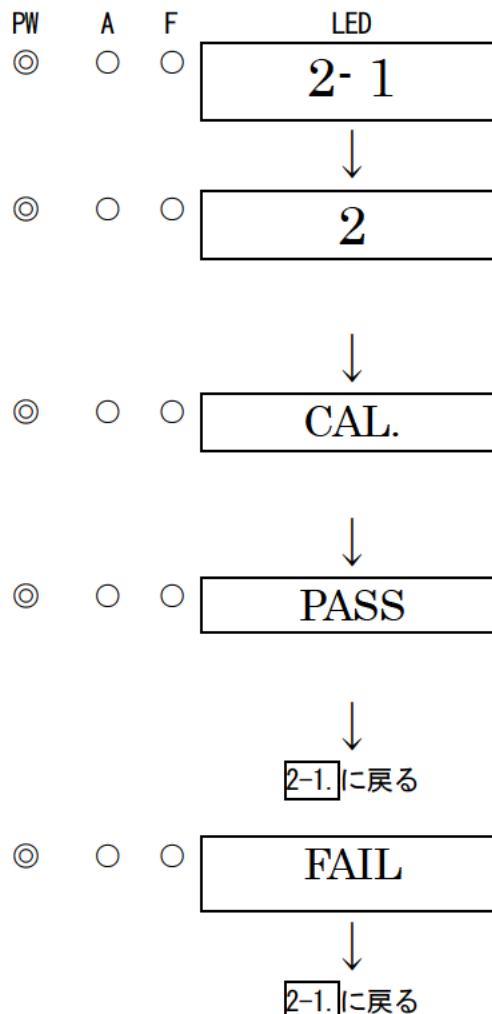 PW A F LED
◎ ○ ○ 2- 1
↓
◎ ○ ○ 2
↓
◎ ○ ○ CAL.
↓
◎ ○ ○ PASS
↓
2-1.に戻る
◎ ○ ○ FAIL
↓
2-1.に戻る